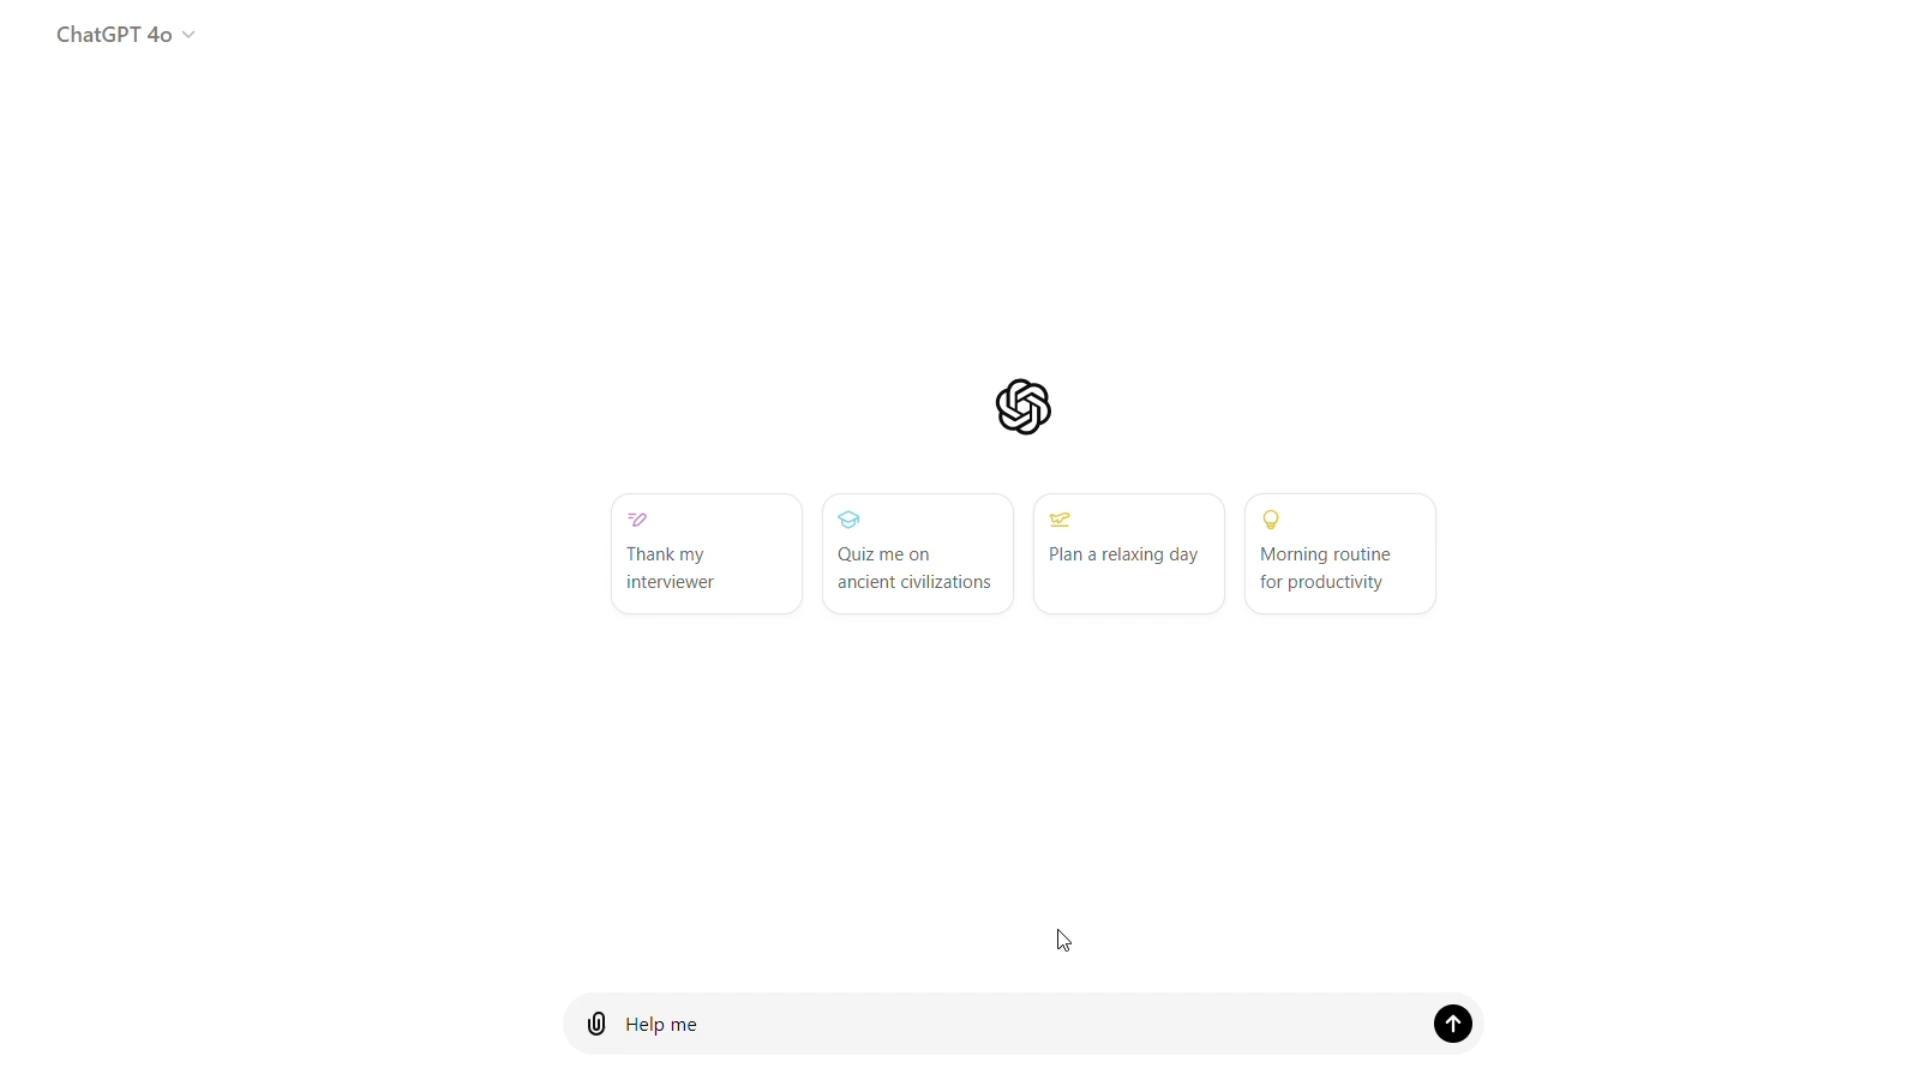 ChatGPT 4o
Thank my
interviewer
Quiz me on
ancient civilizations
Plan a relaxing day
Morning routine
for productivity
Help me